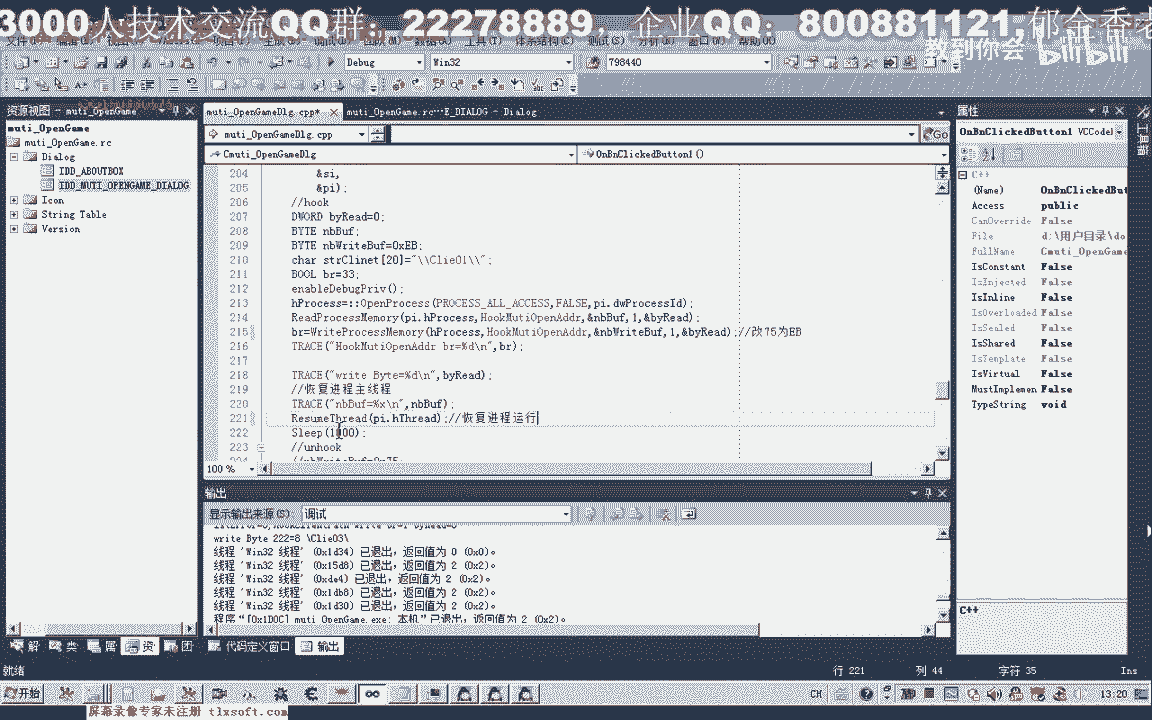 3000人技术交流QQ群：22278889 企业QQ：800881121,郁金香老
教到你会 bilibili
Debug Win32 798440
资源视图 - muti_OpenGame
muti_OpenGame
muti_OpenGame.rc
Dialog
IDD_ABOUTBOX
IDD_MUTI_OPENGAME_DIALOG
Icon
String Table
Version
muti_OpenGameDlg.cpp* muti_OpenGame.rc**E_DIALOG - Dialog
muti_OpenGameDlg.cpp Go
Cmuti_OpenGameDlg OnBnClickedButton1()
204 &si,
205 &pi);
206 //hook
207 DWORD byRead=0;
208 BYTE nbBuf;
209 BYTE nbWriteBuf=0xEB;
210 char strClinet[20]="\\Clie01\\";
211 BOOL br=33;
212 enableDebugPriv();
213 hProcess=::OpenProcess(PROCESS_ALL_ACCESS,FALSE,pi.dwProcessId);
214 ReadProcessMemory(pi.hProcess,HookMutiOpenAddr,&nbBuf,1,&byRead);
215 br=WriteProcessMemory(hProcess,HookMutiOpenAddr,&nbWriteBuf,1,&byRead);//改75为EB
216 TRACE("HookMutiOpenAddr br=%d\n",br);
217
218 TRACE("write Byte=%d\n",byRead);
219 //恢复进程主线程
220 TRACE("nbBuf=%x\n",nbBuf);
221 ResumeThread(pi.hThread);//恢复进程运行
222 Sleep(1000);
223 //unhook
100 %
输出
显示输出来源(S): 调试
write Byte 222=8 \Clie03\
线程 'Win32 线程' (0x1d34) 已退出，返回值为 0 (0x0)。
线程 'Win32 线程' (0x15d8) 已退出，返回值为 2 (0x2)。
线程 'Win32 线程' (0xde4) 已退出，返回值为 2 (0x2)。
线程 'Win32 线程' (0x1db8) 已退出，返回值为 2 (0x2)。
线程 'Win32 线程' (0x1d30) 已退出，返回值为 2 (0x2)。
程序“[0x1D0C] muti_OpenGame.exe: 本机”已退出，返回值为 2 (0x2)。
属性
OnBnClickedButton1 VCCodeE
C++
(Name) OnBnClickedBut
Access public
CanOverride False
File d:\用户目录\do
FullName Cmuti_OpenGame
IsConstant False
IsInjected False
IsInline False
IsOverloaded False
IsSealed False
IsShared False
IsTemplate False
IsVirtual False
MustImplemen False
TypeString void
C++
工具箱
解 类 属 资 团 代码定义窗口 输出
就绪 行 221 列 44 字符 35 Ins
开始 CH 13:20
屏幕录像专家未注册 tlxsoft.com